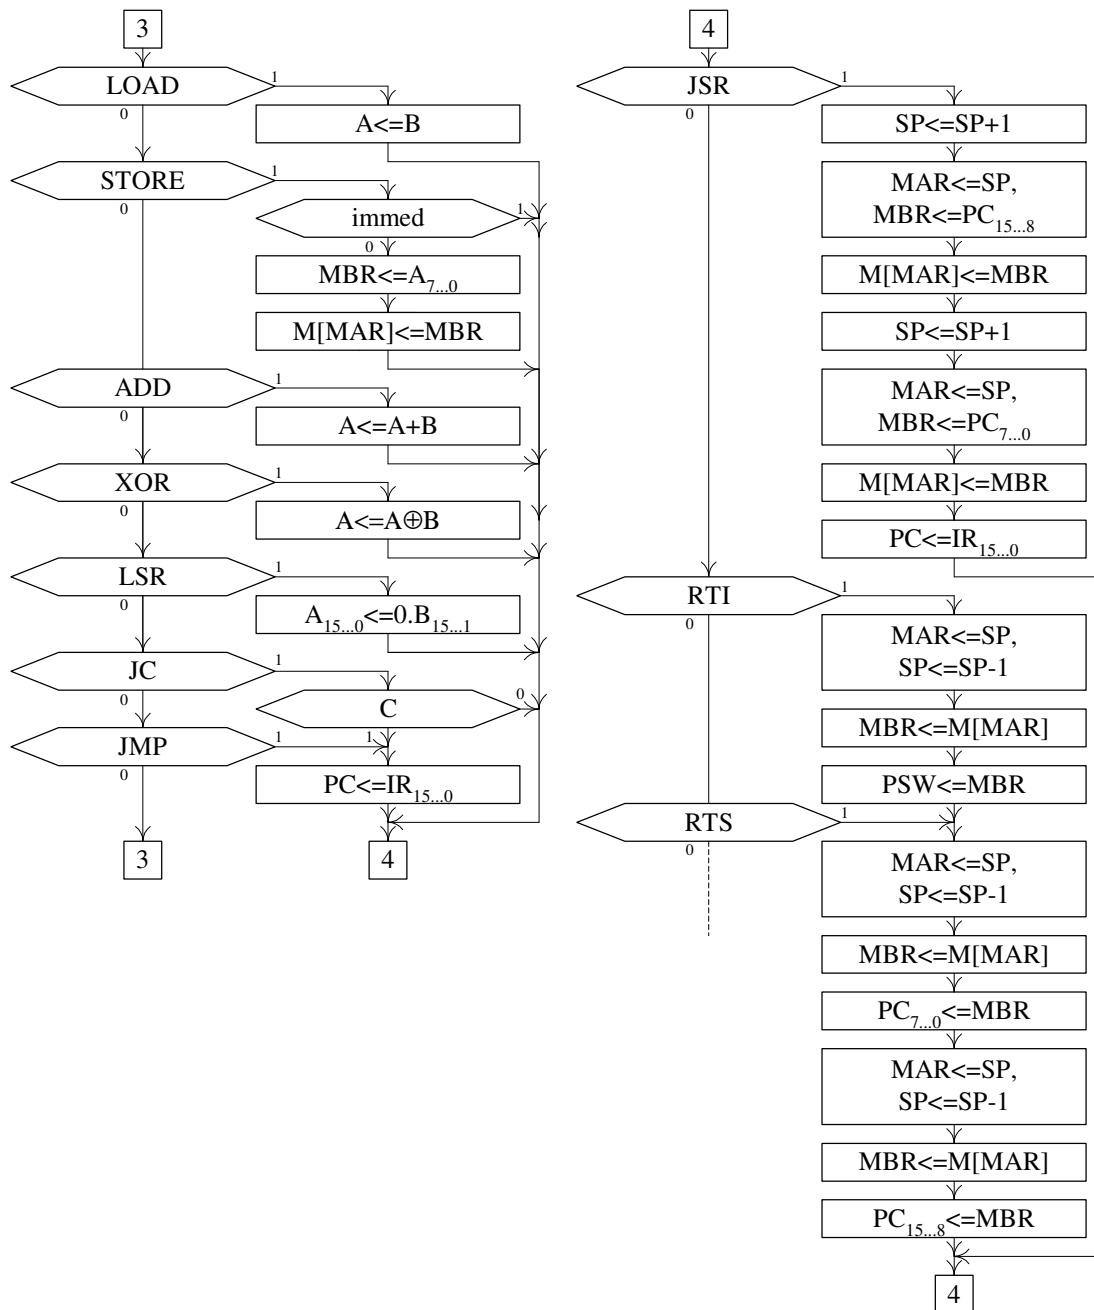 3
LOAD
1
0
A<=B
STORE
1
0
immed
1
0
MBR<=A7...0
M[MAR]<=MBR
ADD
1
0
A<=A+B
XOR
1
0
A<=A⊕B
LSR
1
0
A15...0<=0.B15...1
JC
1
0
C
0
1
JMP
1
0
PC<=IR15...0
3
4
4
JSR
1
0
SP<=SP+1
MAR<=SP,
MBR<=PC15...8
M[MAR]<=MBR
SP<=SP+1
MAR<=SP,
MBR<=PC7...0
M[MAR]<=MBR
PC<=IR15...0
RTI
1
0
MAR<=SP,
SP<=SP-1
MBR<=M[MAR]
PSW<=MBR
RTS
1
0
MAR<=SP,
SP<=SP-1
MBR<=M[MAR]
PC7...0<=MBR
MAR<=SP,
SP<=SP-1
MBR<=M[MAR]
PC15...8<=MBR
4